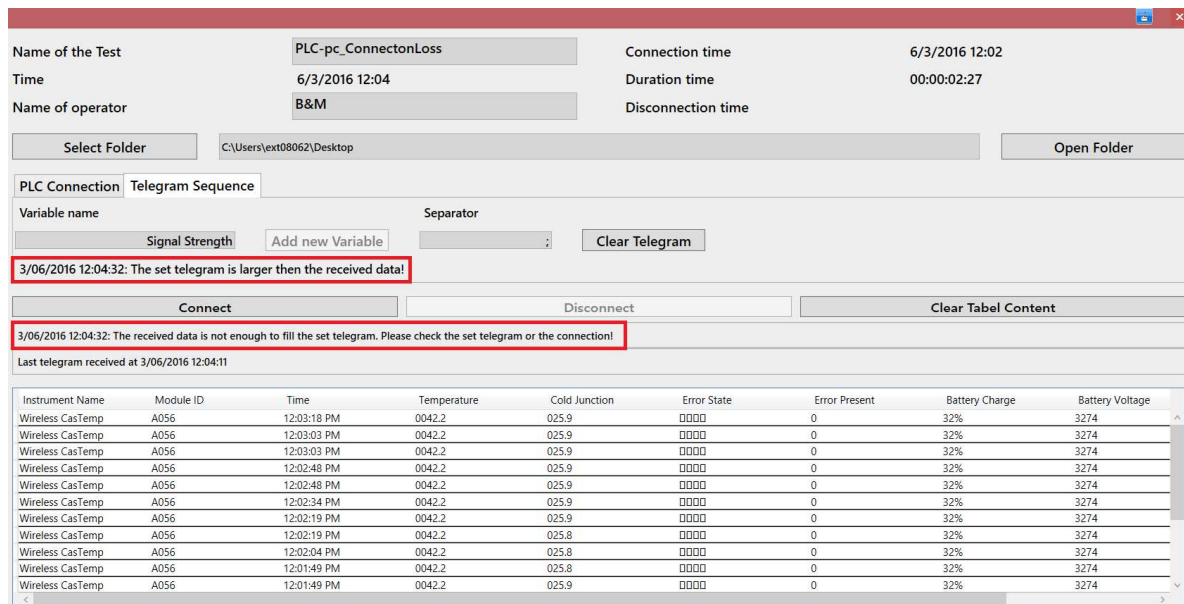 Name of the Test PLC-pc_ConnectonLoss Connection time 6/3/2016 12:02
Time 6/3/2016 12:04 Duration time 00:00:02:27
Name of operator B&M Disconnection time
Select Folder C:\Users\ext08062\Desktop Open Folder
PLC Connection Telegram Sequence
Variable name Separator
Signal Strength Add new Variable ; Clear Telegram
3/06/2016 12:04:32: The set telegram is larger then the received data!
Connect Disconnect Clear Tabel Content
3/06/2016 12:04:32: The received data is not enough to fill the set telegram. Please check the set telegram or the connection!
Last telegram received at 3/06/2016 12:04:11
Instrument Name Module ID Time Temperature Cold Junction Error State Error Present Battery Charge Battery Voltage
Wireless CasTemp A056 12:03:18 PM 0042.2 025.9 □□□□ 0 32% 3274
Wireless CasTemp A056 12:03:03 PM 0042.2 025.9 □□□□ 0 32% 3274
Wireless CasTemp A056 12:03:03 PM 0042.2 025.9 □□□□ 0 32% 3274
Wireless CasTemp A056 12:02:48 PM 0042.2 025.9 □□□□ 0 32% 3274
Wireless CasTemp A056 12:02:48 PM 0042.2 025.9 □□□□ 0 32% 3274
Wireless CasTemp A056 12:02:34 PM 0042.2 025.9 □□□□ 0 32% 3274
Wireless CasTemp A056 12:02:19 PM 0042.2 025.9 □□□□ 0 32% 3274
Wireless CasTemp A056 12:02:19 PM 0042.2 025.8 □□□□ 0 32% 3274
Wireless CasTemp A056 12:02:04 PM 0042.2 025.8 □□□□ 0 32% 3274
Wireless CasTemp A056 12:01:49 PM 0042.2 025.8 □□□□ 0 32% 3274
Wireless CasTemp A056 12:01:49 PM 0042.2 025.9 □□□□ 0 32% 3274